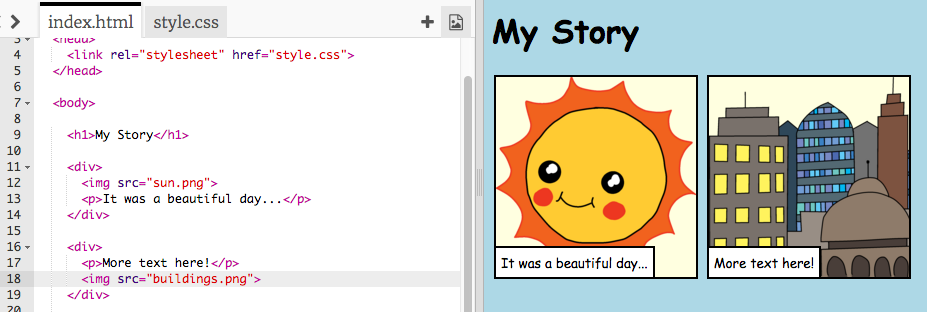 index.html style.css
3 <head>
4 <link rel="stylesheet" href="style.css">
5 </head>
6
7 <body>
8
9 <h1>My Story</h1>
10
11 <div>
12 <img src="sun.png">
13 <p>It was a beautiful day...</p>
14 </div>
15
16 <div>
17 <p>More text here!</p>
18 <img src="buildings.png">
19 </div>
20
My Story
It was a beautiful day...
More text here!